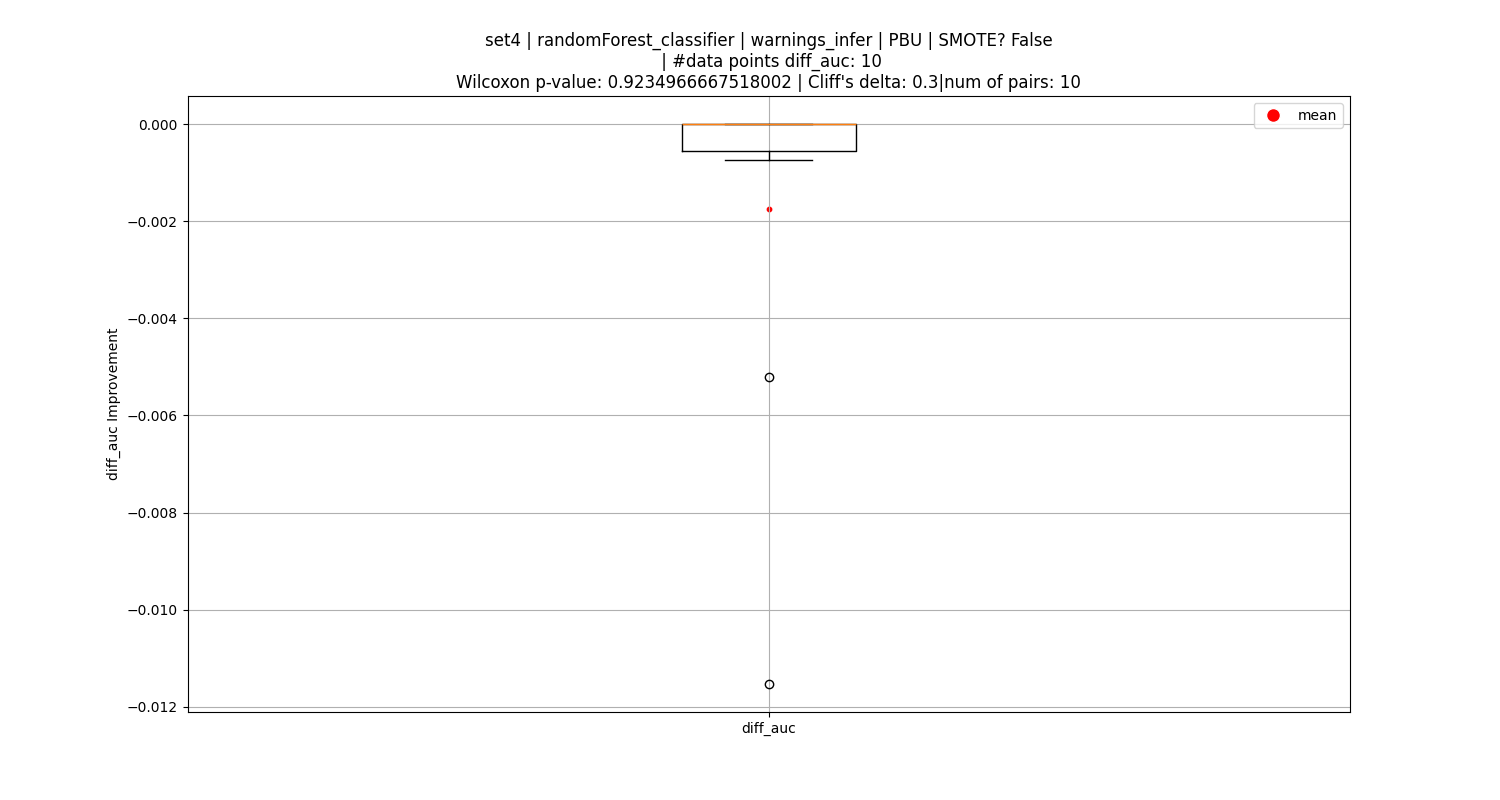 set4 | randomForest_classifier | warnings_infer | PBU | SMOTE? False
| #data points diff_auc: 10
Wilcoxon p-value: 0.9234966667518002 | Cliff's delta: 0.3|num of pairs: 10
mean
0.000
−0.002
−0.004
−0.006
−0.008
−0.010
−0.012
diff_auc Improvement
diff_auc